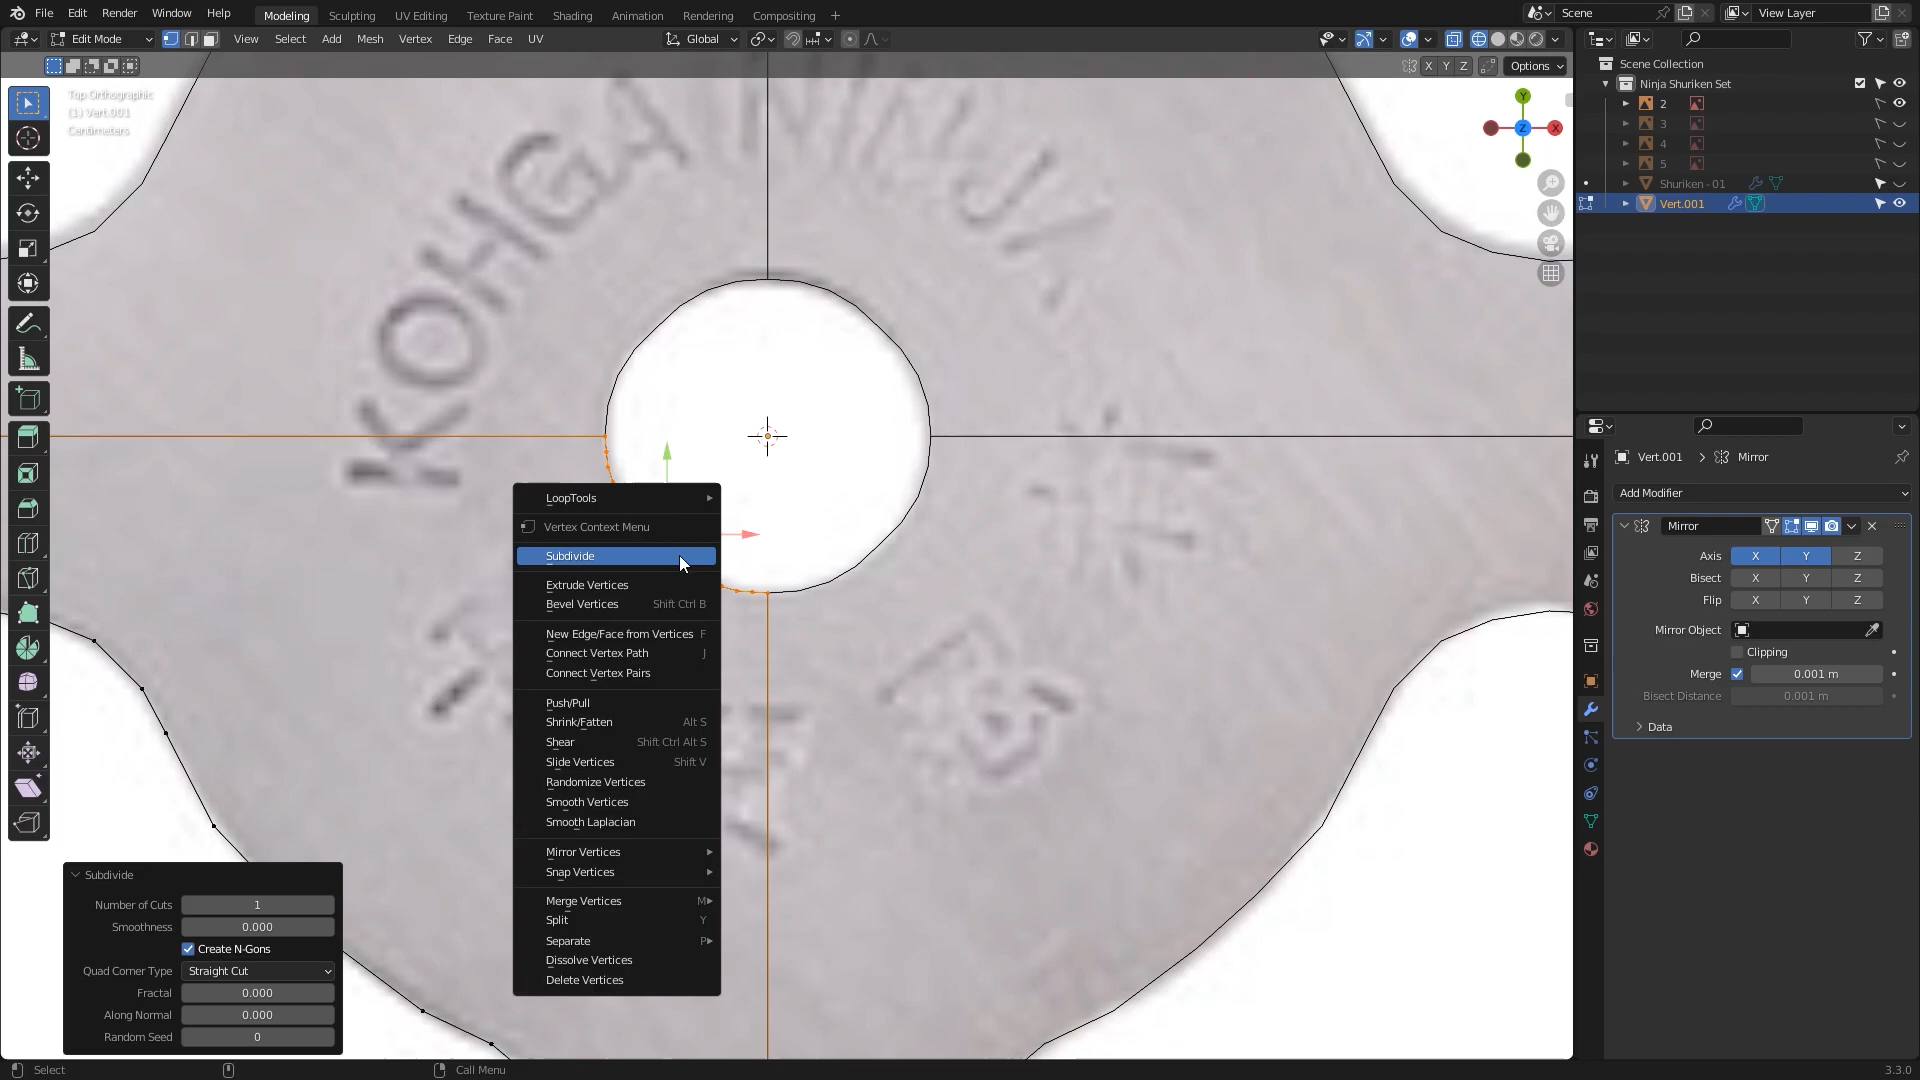 File Edit Render Window Help Modeling Sculpting UV Editing Texture Paint Shading Animation Rendering Compositing + Scene View Layer
Edit Mode View Select Add Mesh Vertex Edge Face UV Global
X Y Z Options
Top Orthographic
(1) Vert.001
Centimeters
Y
Z X
KOHGY
LoopTools
Vertex Context Menu
Subdivide
Extrude Vertices
Bevel Vertices Shift Ctrl B
New Edge/Face from Vertices F
Connect Vertex Path J
Connect Vertex Pairs
Push/Pull
Shrink/Fatten Alt S
Shear Shift Ctrl Alt S
Slide Vertices Shift V
Randomize Vertices
Smooth Vertices
Smooth Laplacian
Mirror Vertices
Snap Vertices
Merge Vertices M
Split Y
Separate P
Dissolve Vertices
Delete Vertices
Subdivide
Number of Cuts 1
Smoothness 0.000
Create N-Gons
Quad Corner Type Straight Cut
Fractal 0.000
Along Normal 0.000
Random Seed 0
Scene Collection
Ninja Shuriken Set
2
3
4
5
Shuriken - 01
Vert.001
Vert.001 > Mirror
Add Modifier
Mirror
Axis X Y Z
Bisect X Y Z
Flip X Y Z
Mirror Object
Clipping
Merge 0.001 m
Bisect Distance 0.001 m
Data
Select Call Menu 3.3.0